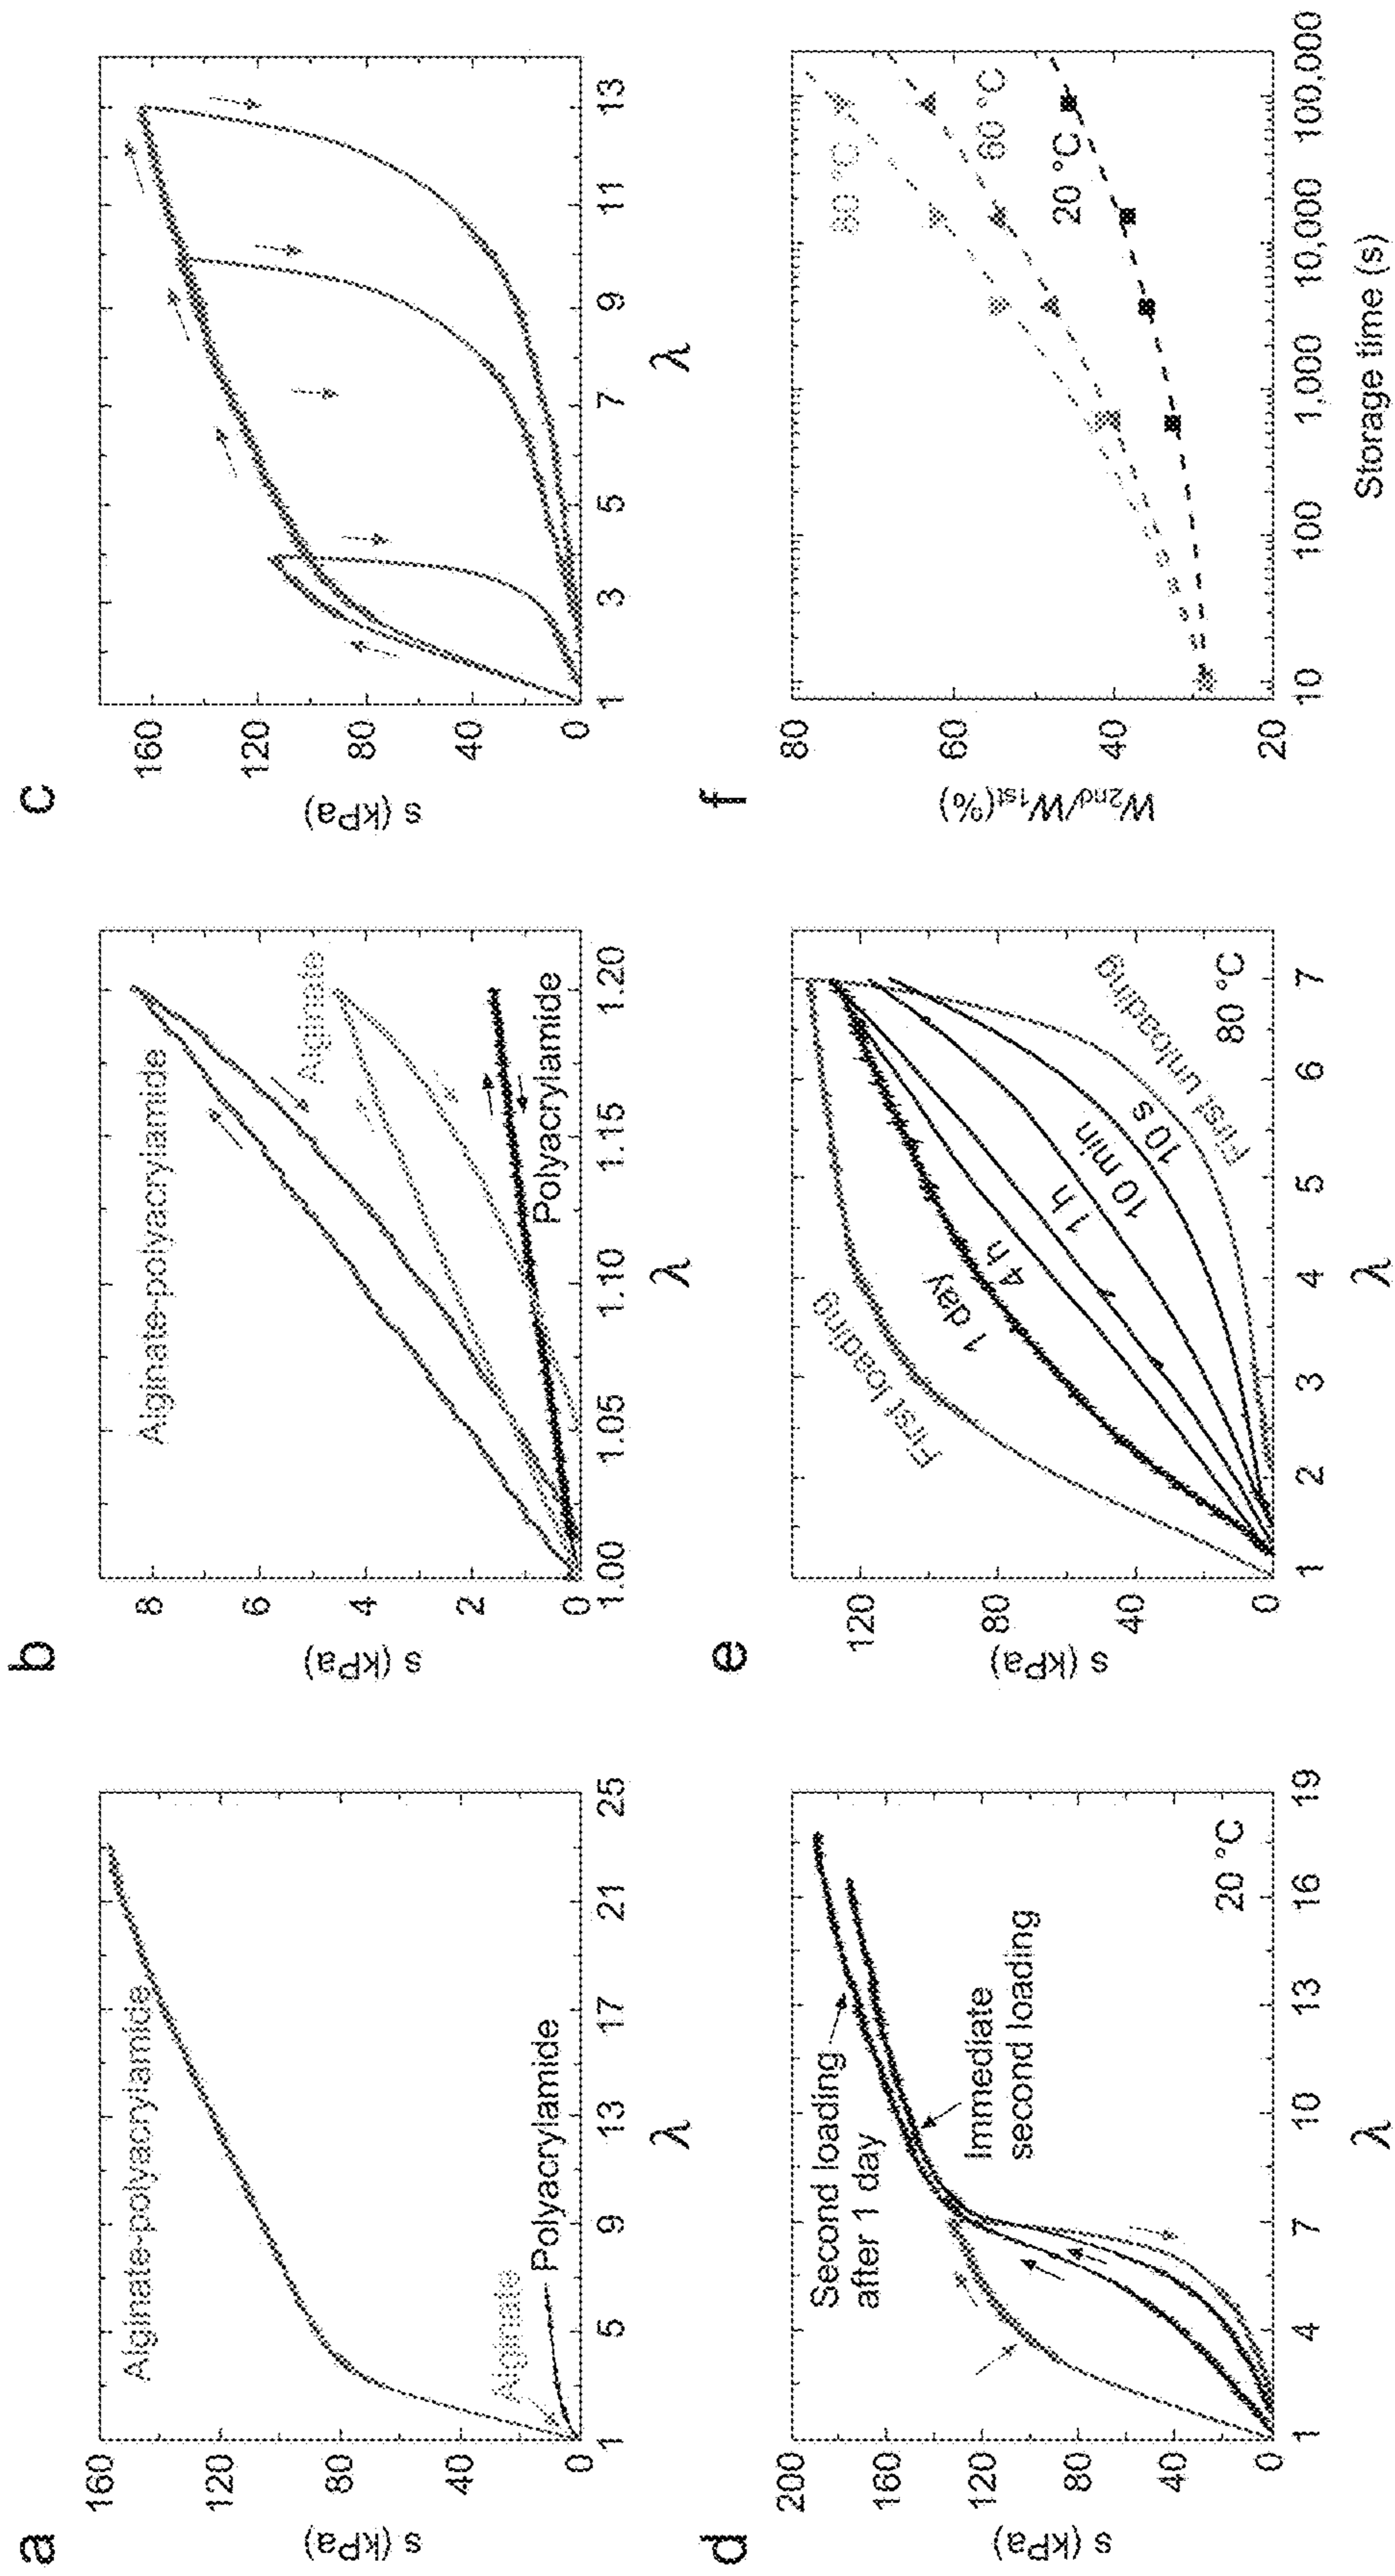 a
160
120
80
40
0
s (kPa)
Alginate-polyacrylamide
Alginate
Polyacrylamide
1 5 9 13 17 21 25
λ
b
8
6
4
2
0
s (kPa)
Alginate-polyacrylamide
Alginate
Polyacrylamide
1.00 1.05 1.10 1.15 1.20
λ
c
160
120
80
40
0
s (kPa)
1 3 5 7 9 11 13
λ
d
200
160
120
80
40
0
s (kPa)
Second loading
after 1 day
Immediate
second loading
20 °C
1 4 7 10 13 16 19
λ
e
120
80
40
0
s (kPa)
First loading
1 day
4 h
1 h
10 min
10 s
First unloading
80 °C
1 2 3 4 5 6 7
λ
f
80
60
40
20
W2nd/W1st(%)
80 °C
60 °C
20 °C
10 100 1,000 10,000 100,000
Storage time (s)